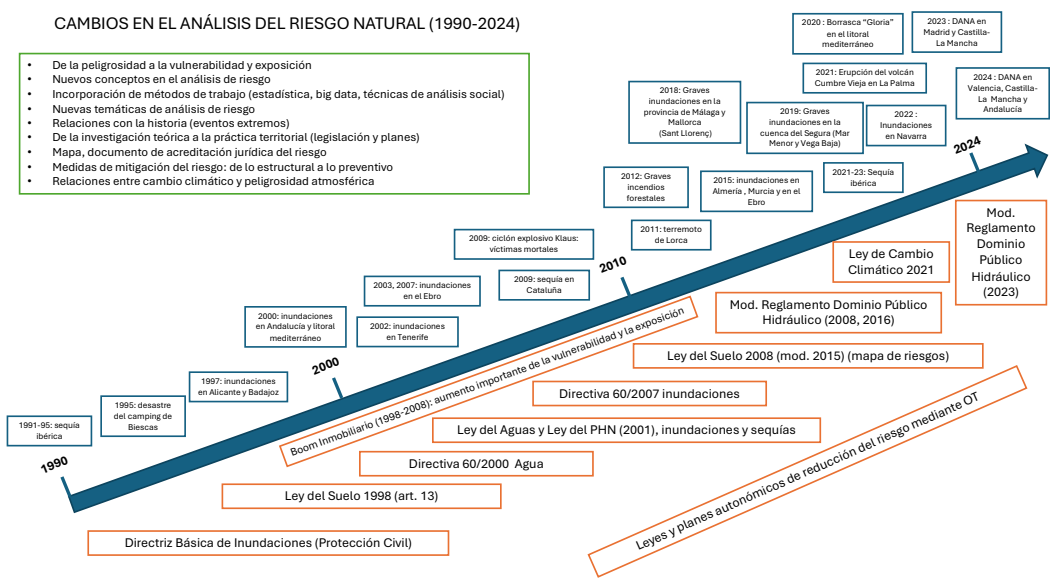 CAMBIOS EN EL ANÁLISIS DEL RIESGO NATURAL (1990-2024)
• De la peligrosidad a la vulnerabilidad y exposición
• Nuevos conceptos en el análisis de riesgo
• Incorporación de métodos de trabajo (estadística, big data, técnicas de análisis social)
• Nuevas temáticas de análisis de riesgo
• Relaciones con la historia (eventos extremos)
• De la investigación teórica a la práctica territorial (legislación y planes)
• Mapa, documento de acreditación jurídica del riesgo
• Medidas de mitigación del riesgo: de lo estructural a lo preventivo
• Relaciones entre cambio climático y peligrosidad atmosférica
1990
2000
2010
2024
1991-95: sequía
ibérica
1995: desastre
del camping de
Biescas
1997: inundaciones
en Alicante y Badajoz
2000: inundaciones
en Andalucía y litoral
mediterráneo
2002: inundaciones
en Tenerife
2003, 2007: inundaciones
en el Ebro
2009: ciclón explosivo Klaus:
víctimas mortales
2009: sequía en
Cataluña
2011: terremoto
de Lorca
2012: Graves
incendios
forestales
2015: inundaciones en
Almería , Murcia y en el
Ebro
2018: Graves
inundaciones en la
provincia de Málaga y
Mallorca
(Sant Llorenç)
2019: Graves
inundaciones en la
cuenca del Segura (Mar
Menor y Vega Baja)
2020 : Borrasca “Gloria”
en el litoral
mediterráneo
2021: Erupción del volcán
Cumbre Vieja en La Palma
2021-23: Sequía
ibérica
2022 :
Inundaciones
en Navarra
2023 : DANA en
Madrid y Castilla-
La Mancha
2024 : DANA en
Valencia, Castilla-
La Mancha y
Andalucía
Boom Inmobiliario (1998-2008): aumento importante de la vulnerabilidad y la exposición
Directriz Básica de Inundaciones (Protección Civil)
Ley del Suelo 1998 (art. 13)
Directiva 60/2000 Agua
Ley del Aguas y Ley del PHN (2001), inundaciones y sequías
Directiva 60/2007 inundaciones
Ley del Suelo 2008 (mod. 2015) (mapa de riesgos)
Mod. Reglamento Dominio Público
Hidráulico (2008, 2016)
Ley de Cambio
Climático 2021
Mod.
Reglamento
Dominio
Público
Hidráulico
(2023)
Leyes y planes autonómicos de reducción del riesgo mediante OT